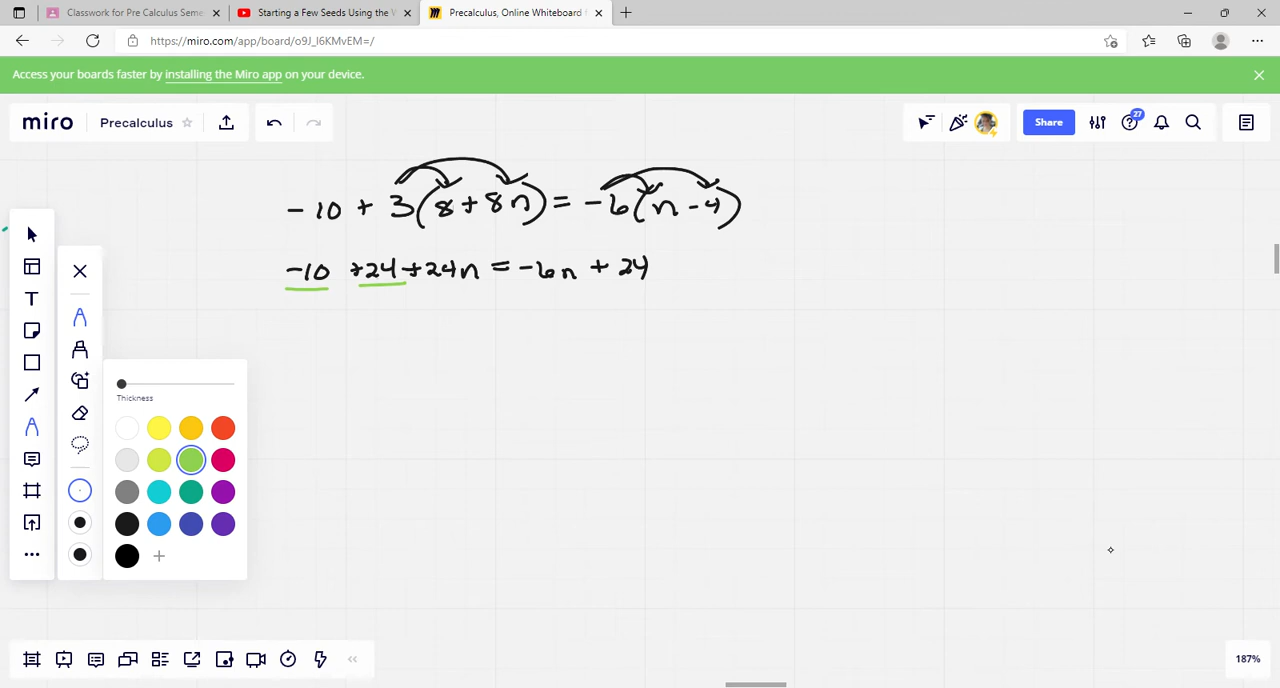 Classwork for Pre Calculus Seme
Starting a Few Seeds Using the W
Precalculus, Online Whiteboard
https://miro.com/app/board/o9J_l6KMvEM=/
Access your boards faster by installing the Miro app on your device.
miro
Precalculus
Share
27
-10 + 3(8 + 8n) = -6(n - 4)
-10 +24 +24n = -6n + 24
Thickness
187%